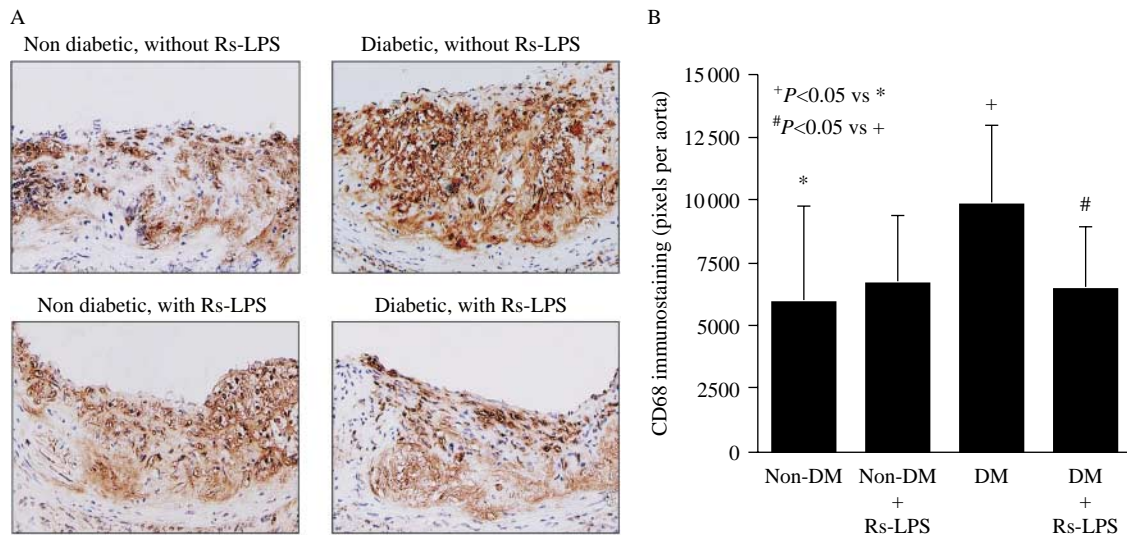 A
Non diabetic, without Rs-LPS
Diabetic, without Rs-LPS
Non diabetic, with Rs-LPS
Diabetic, with Rs-LPS
B
CD68 immunostaining (pixels per aorta)
15 000
12 500
10 000
7500
5000
2500
0
+P<0.05 vs *
#P<0.05 vs +
*
+
#
Non-DM
Non-DM
+
Rs-LPS
DM
DM
+
Rs-LPS